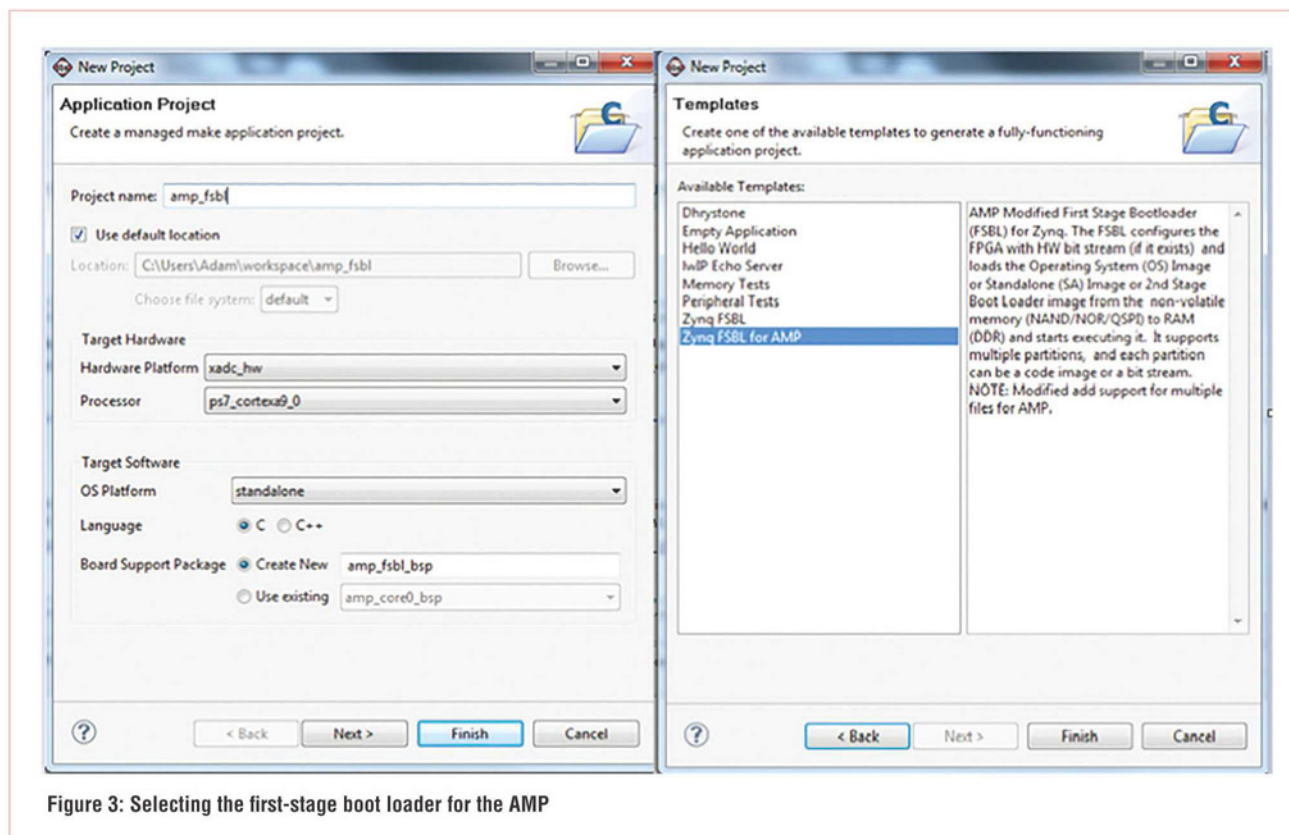 New Project
Application Project
Create a managed make application project.
Project name: amp_fsbl
Use default location
Location: C:\Users\Adam\workspace\amp_fsbl Browse...
Choose file system: default
Target Hardware
Hardware Platform xadc_hw
Processor ps7_cortexa9_0
Target Software
OS Platform standalone
Language C C++
Board Support Package Create New amp_fsbl_bsp
Use existing amp_core0_bsp
< Back Next > Finish Cancel
New Project
Templates
Create one of the available templates to generate a fully-functioning
application project.
Available Templates:
Dhrystone
Empty Application
Hello World
lwIP Echo Server
Memory Tests
Peripheral Tests
Zynq FSBL
Zynq FSBL for AMP
AMP Modified First Stage Bootloader
(FSBL) for Zynq. The FSBL configures the
FPGA with HW bit stream (if it exists) and
loads the Operating System (OS) Image
or Standalone (SA) Image or 2nd Stage
Boot Loader image from the non-volatile
memory (NAND/NOR/QSPI) to RAM
(DDR) and starts executing it. It supports
multiple partitions, and each partition
can be a code image or a bit stream.
NOTE: Modified add support for multiple
files for AMP.
< Back Next > Finish Cancel
Figure 3: Selecting the first-stage boot loader for the AMP